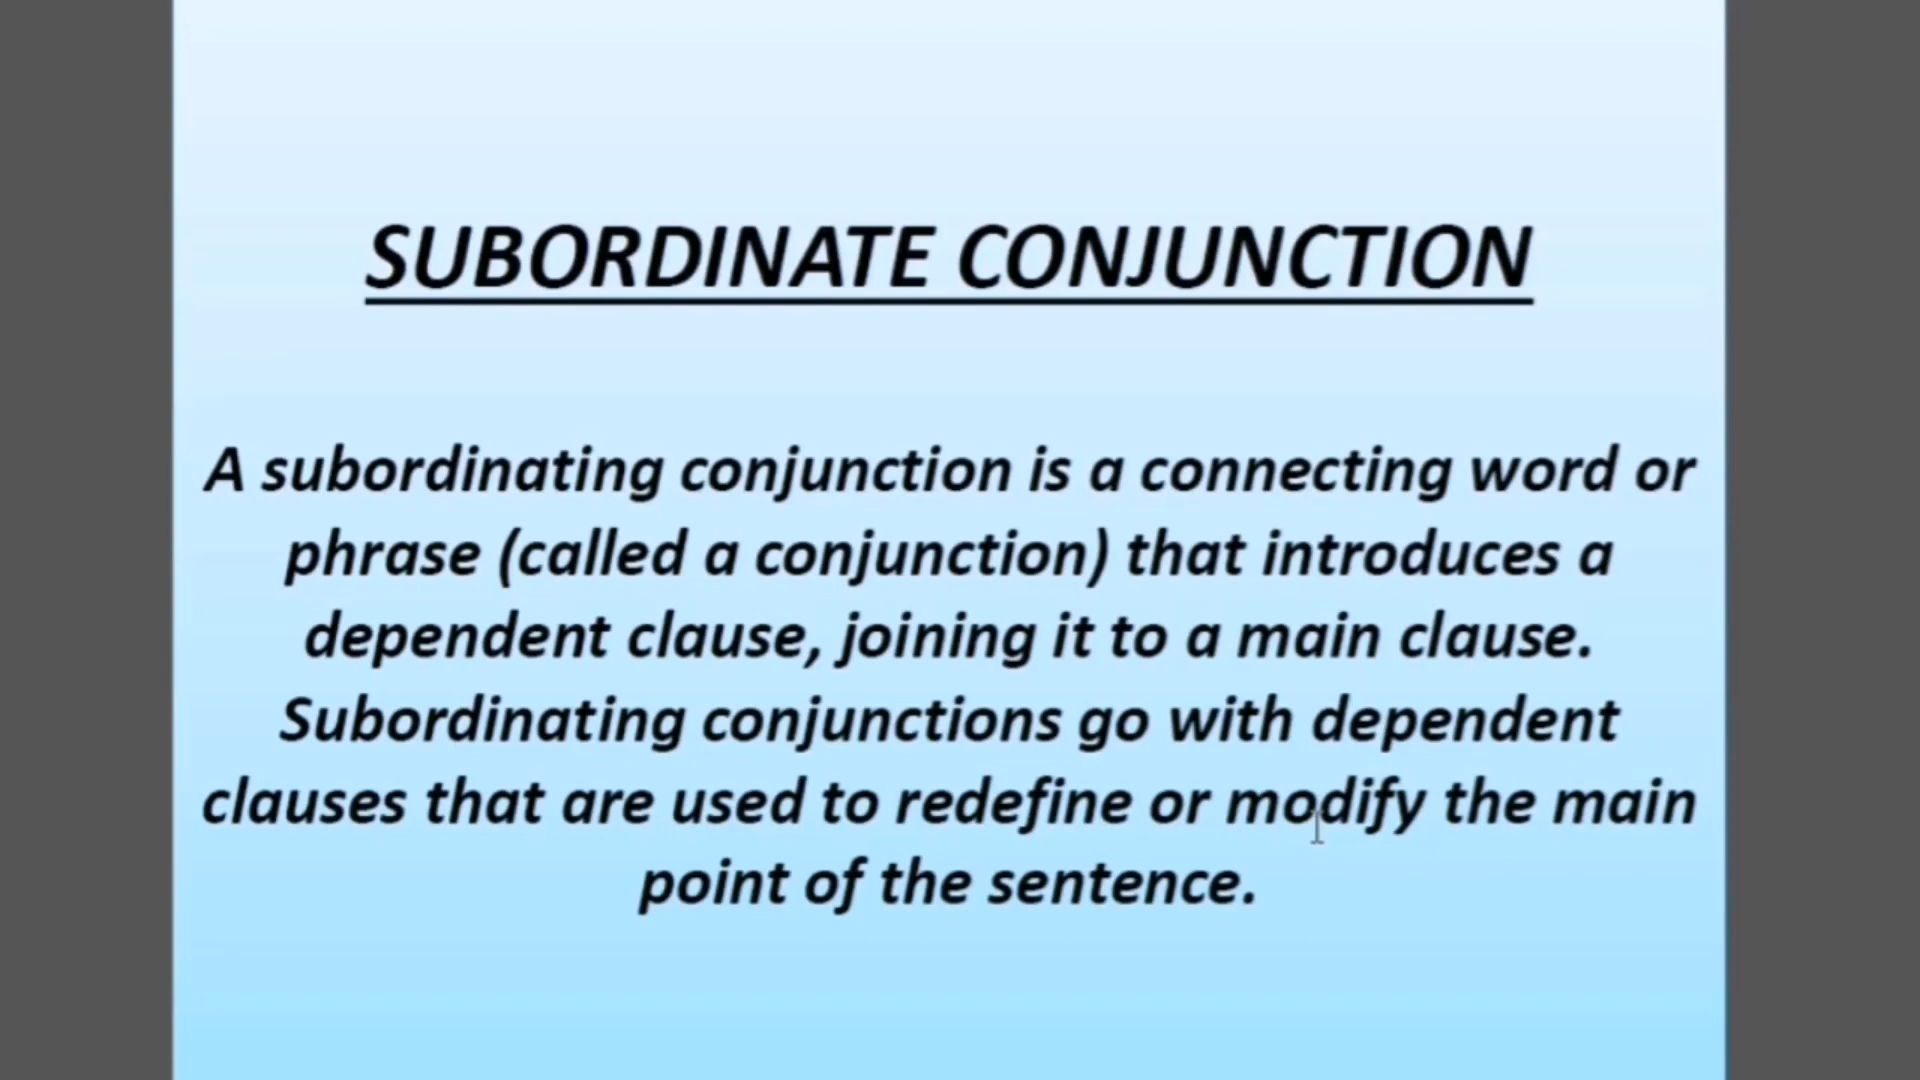 SUBORDINATE CONJUNCTION
A subordinating conjunction is a connecting word or
phrase (called a conjunction) that introduces a
dependent clause, joining it to a main clause.
Subordinating conjunctions go with dependent
clauses that are used to redefine or modify the main
point of the sentence.